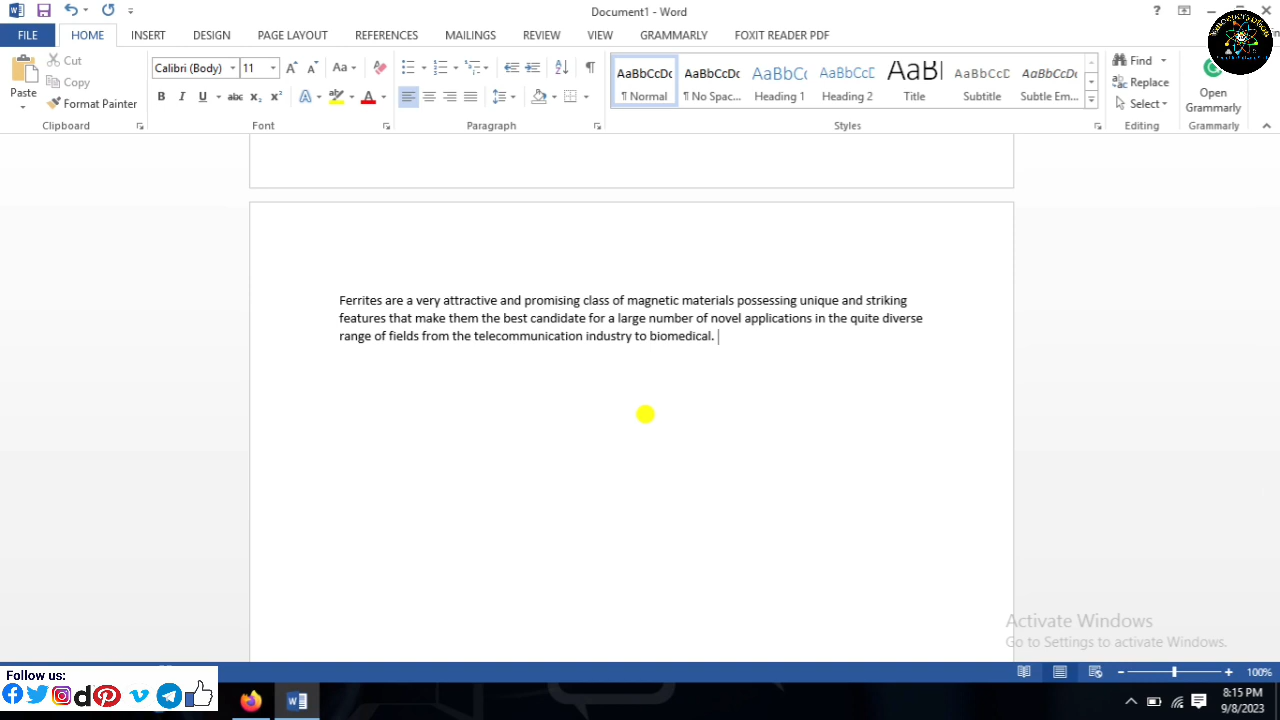 Document1 - Word
?
FILE HOME INSERT DESIGN PAGE LAYOUT REFERENCES MAILINGS REVIEW VIEW GRAMMARLY FOXIT READER PDF
Paste
Cut
Copy
Format Painter
Clipboard
Calibri (Body) 11
Aa
B I U abc X₂ X²
A A
Font
Paragraph
AaBbCcDc AaBbCcDc AaBbCc AaBbCcC AaBl AaBbCcD AaBbCcDc
¶ Normal ¶ No Spac... Heading 1 Heading 2 Title Subtitle Subtle Em...
Styles
Find
Replace
Select
Editing
Open
Grammarly
Grammarly
Ferrites are a very attractive and promising class of magnetic materials possessing unique and striking
features that make them the best candidate for a large number of novel applications in the quite diverse
range of fields from the telecommunication industry to biomedical.
Activate Windows
Go to Settings to activate Windows.
100%
Follow us:
8:15 PM
9/8/2023